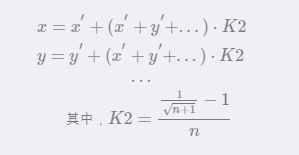 x = x′ + (x′ + y′+...) · K2
y = y′ + (x′ + y′+...) · K2
...
其中，K2 = (1/√(n+1) − 1)/n